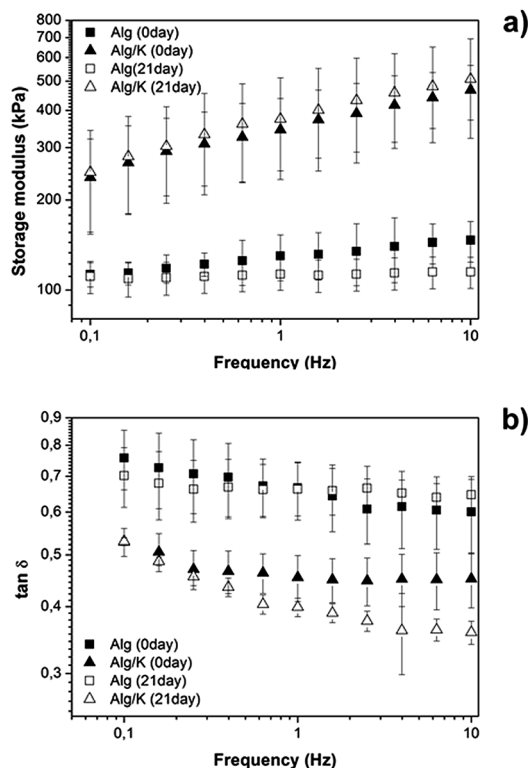 a)
Alg (0day)
Alg/K (0day)
Alg(21day)
Alg/K (21day)
800
700
600
500
400
300
200
100
Storage modulus (kPa)
0,1
1
10
Frequency (Hz)
b)
0,9
0,8
0,7
0,6
0,5
0,4
0,3
tan δ
Alg (0day)
Alg/K (0day)
Alg (21day)
Alg/K (21day)
0,1
1
10
Frequency (Hz)